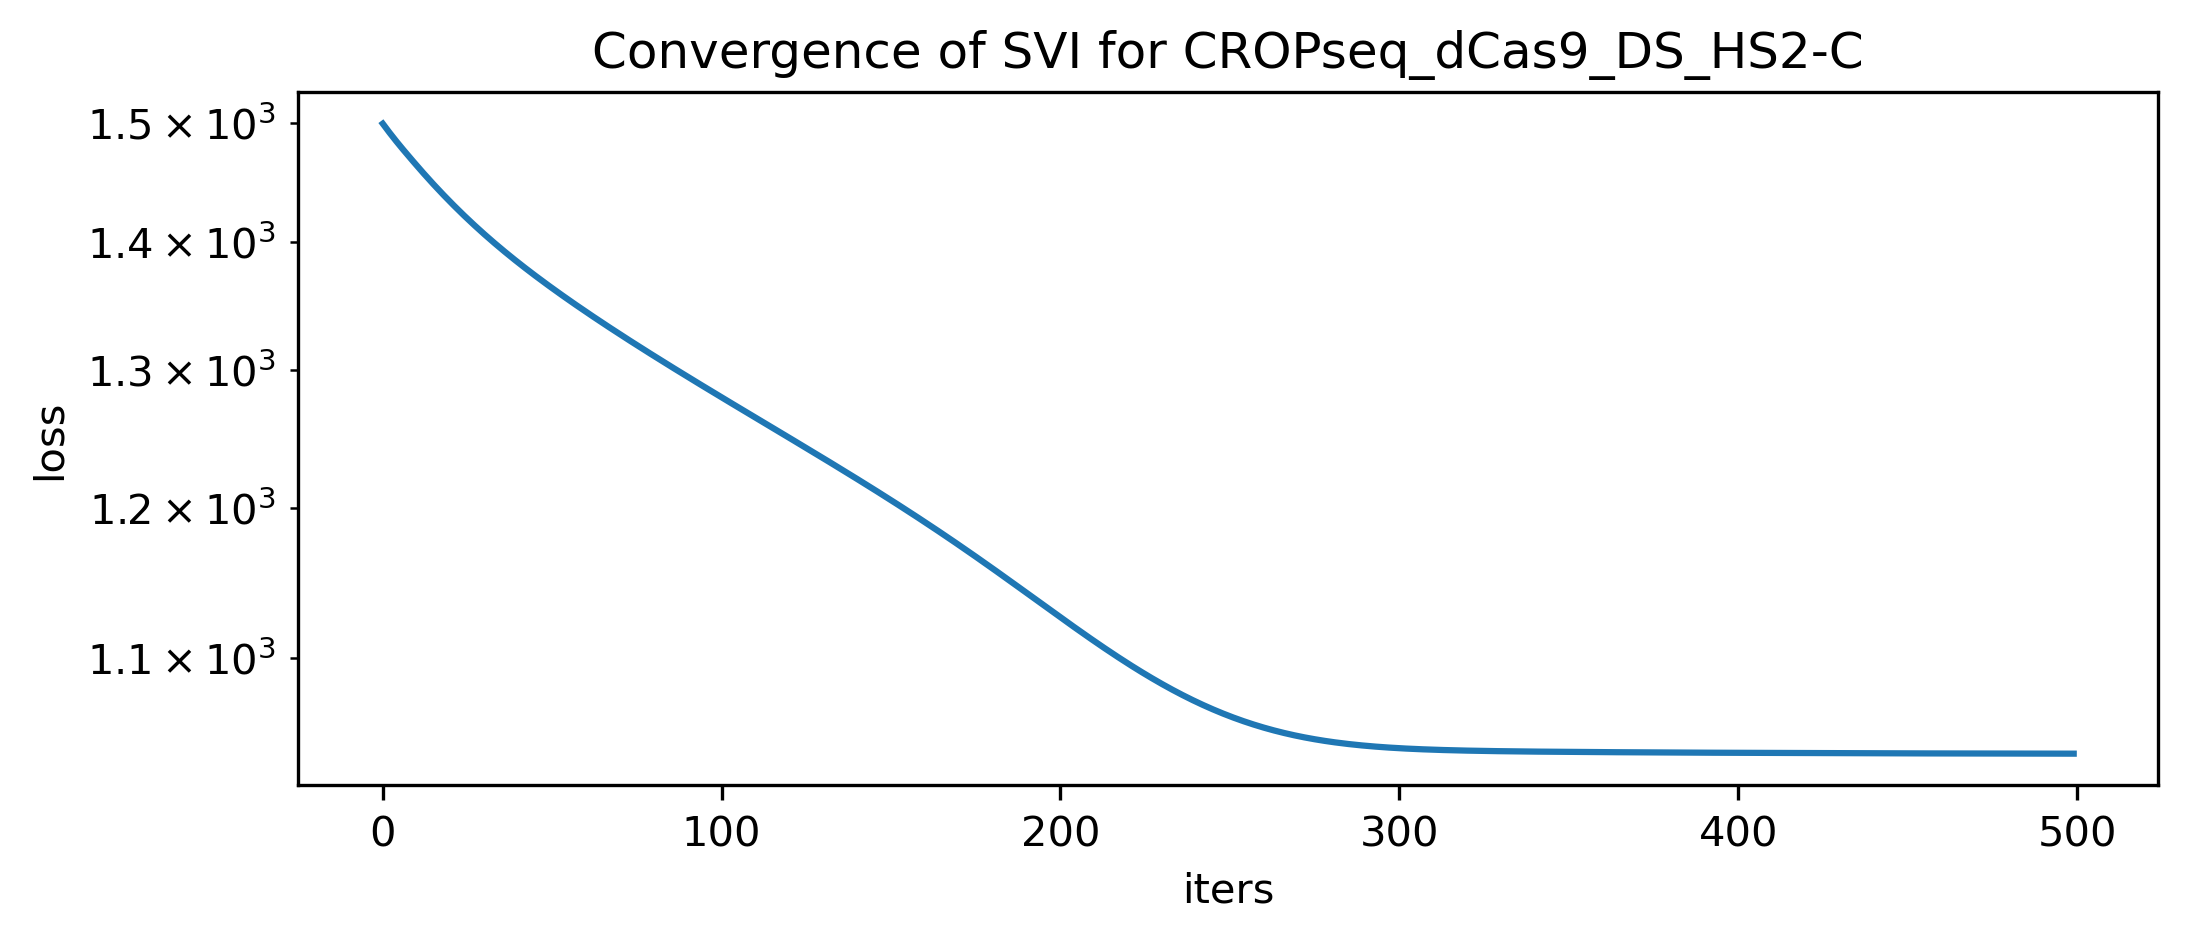 Convergence of SVI for CROPseq_dCas9_DS_HS2-C
1.5 × 10³
1.4 × 10³
1.3 × 10³
1.2 × 10³
1.1 × 10³
loss
0 100 200 300 400 500
iters